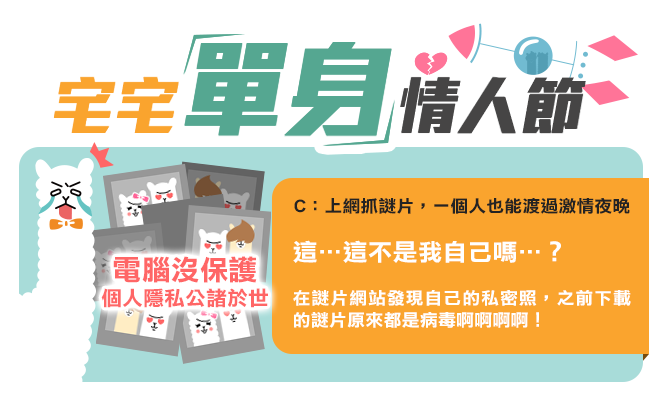 宅宅單身情人節
C：上網抓謎片，一個人也能渡過激情夜晚
這…這不是我自己嗎…？
在謎片網站發現自己的私密照，之前下載
的謎片原來都是病毒啊啊啊啊！
電腦沒保護
個人隱私公諸於世